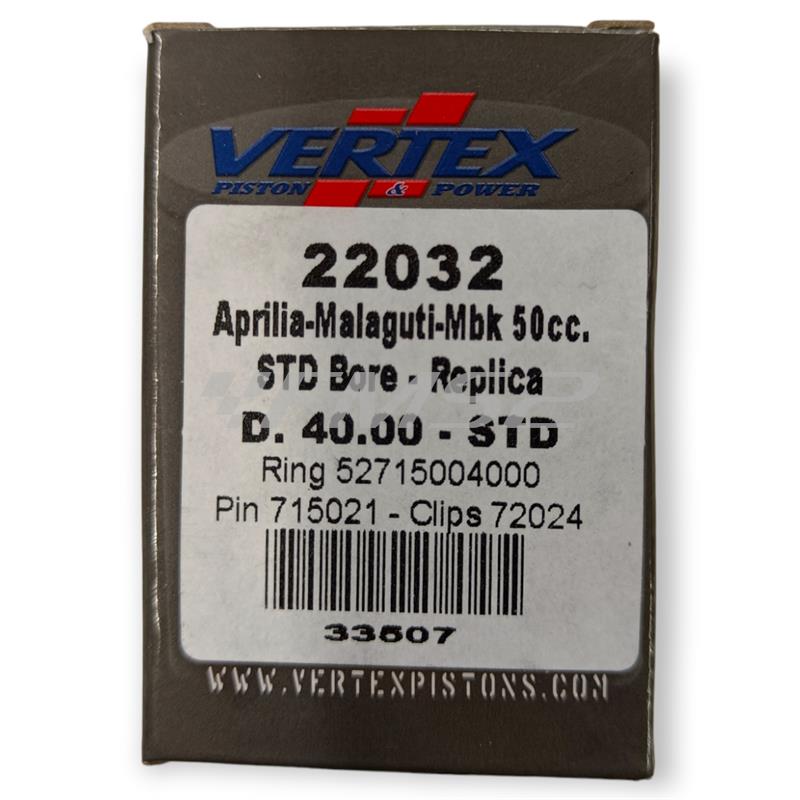 VERTEX
PISTON & POWER
22032
Aprilia-Malaguti-Mbk 50cc.
STD Bore - Replica
D. 40.00 - STD
Ring 52715004000
Pin 715021 - Clips 72024
33507
WWW.VERTEXPISTONS.COM